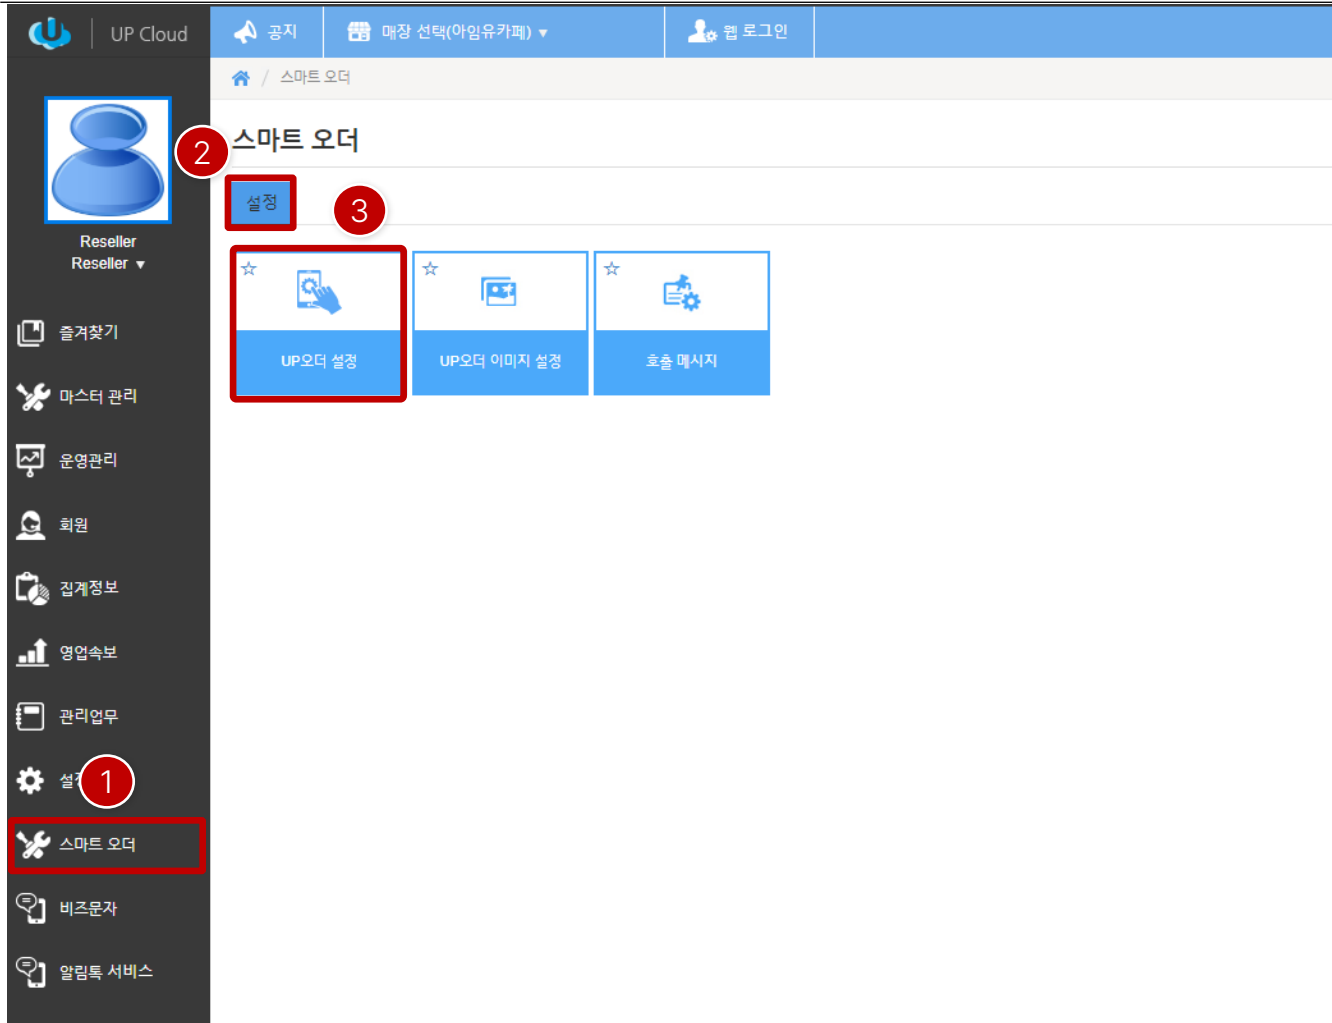 UP Cloud
공지
매장 선택(아임유카페) ▼
웹 로그인
/ 스마트 오더
스마트 오더
2
설정
3
UP오더 설정
UP오더 이미지 설정
호출 메시지
Reseller
Reseller ▼
즐겨찾기
마스터 관리
운영관리
회원
집계정보
영업속보
관리업무
1
스마트 오더
비즈문자
알림톡 서비스